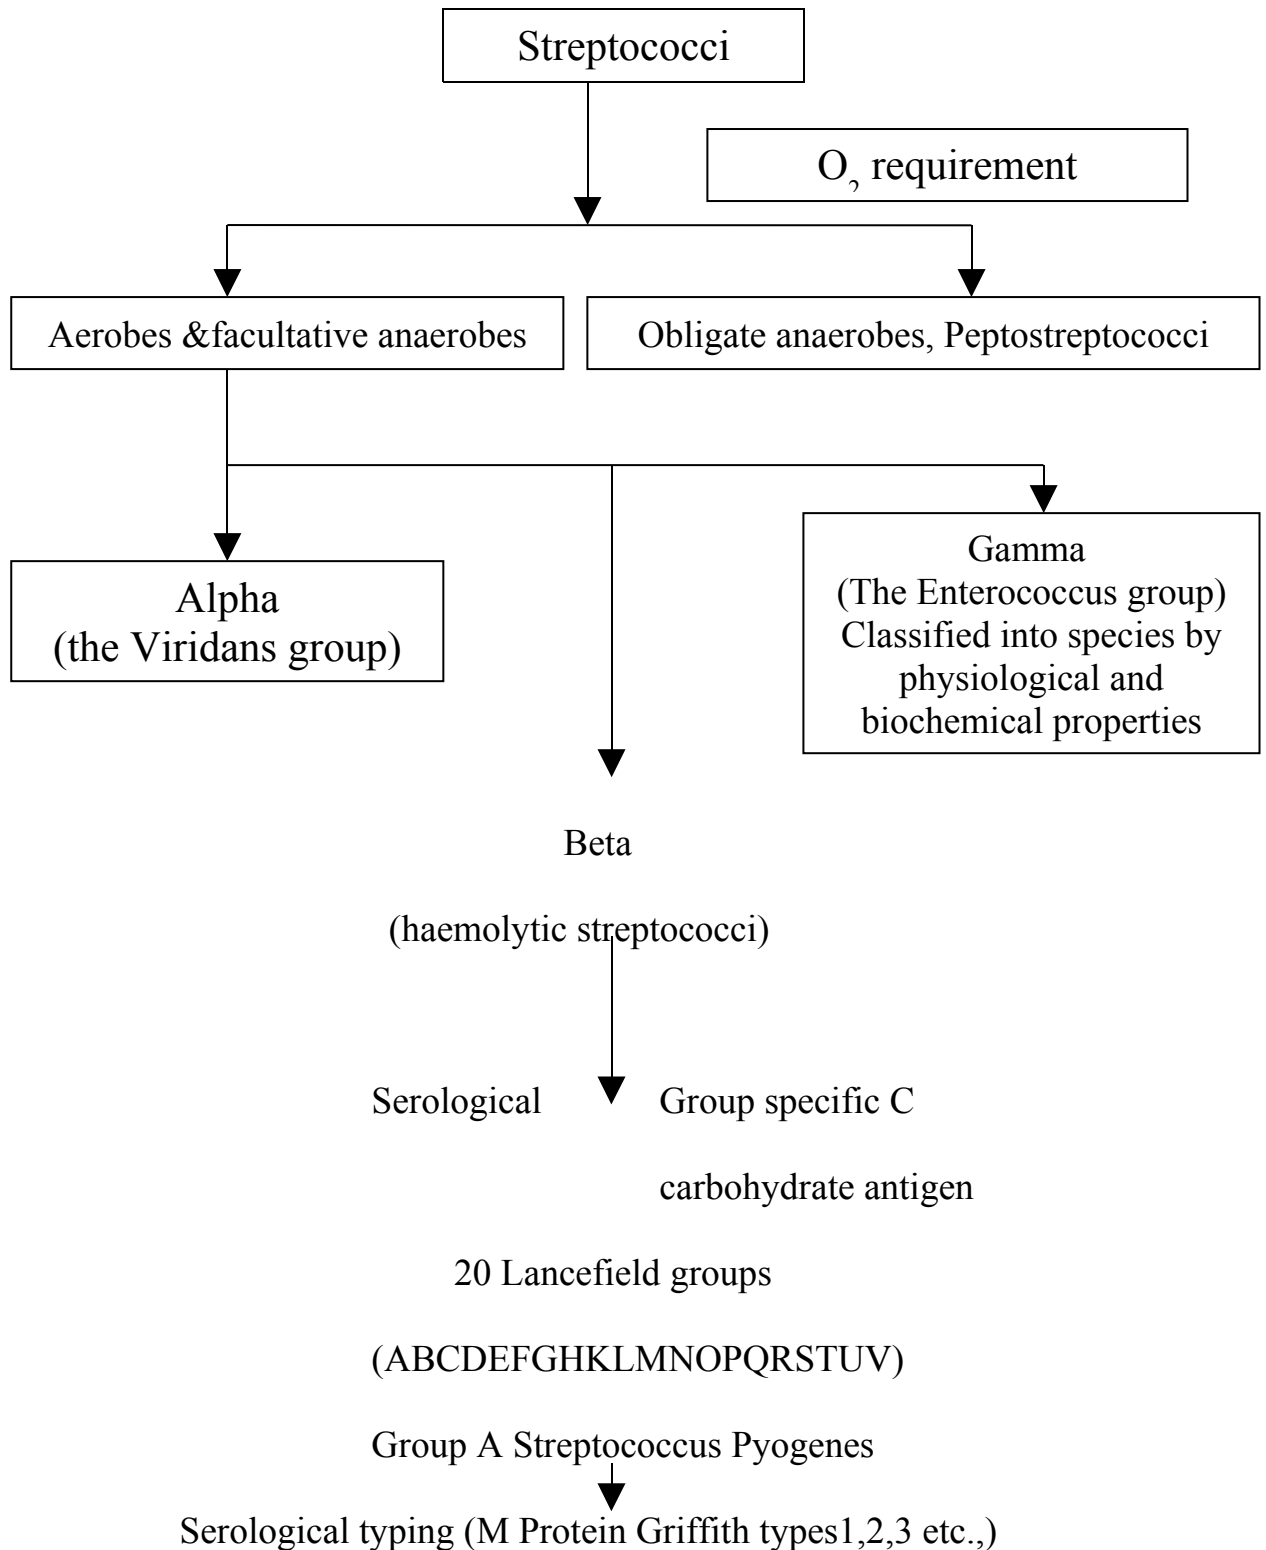 Streptococci
O₂ requirement
Aerobes &facultative anaerobes
Obligate anaerobes, Peptostreptococci
Alpha
(the Viridans group)
Gamma
(The Enterococcus group)
Classified into species by
physiological and
biochemical properties
Beta
(haemolytic streptococci)
Serological
Group specific C
carbohydrate antigen
20 Lancefield groups
(ABCDEFGHKLMNOPQRSTUV)
Group A Streptococcus Pyogenes
Serological typing (M Protein Griffith types1,2,3 etc.,)